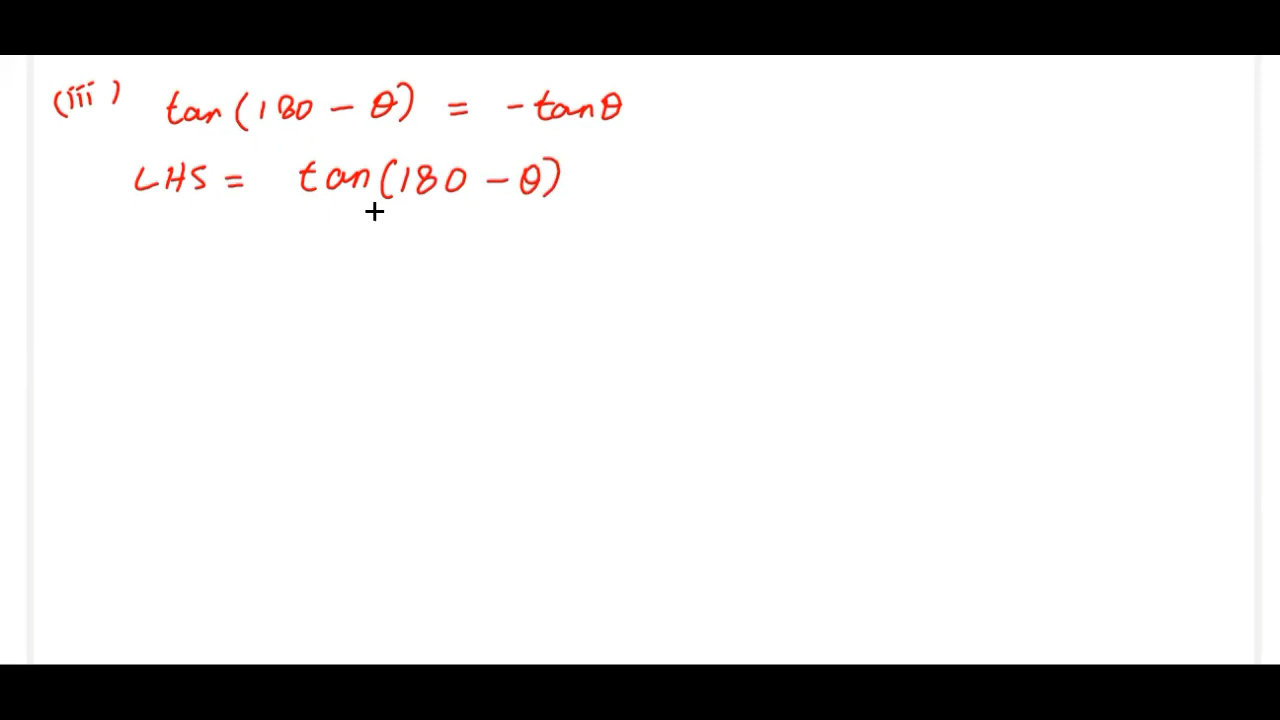 (iii) tan(180 - θ) = -tanθ
LHS = tan(180 - θ)